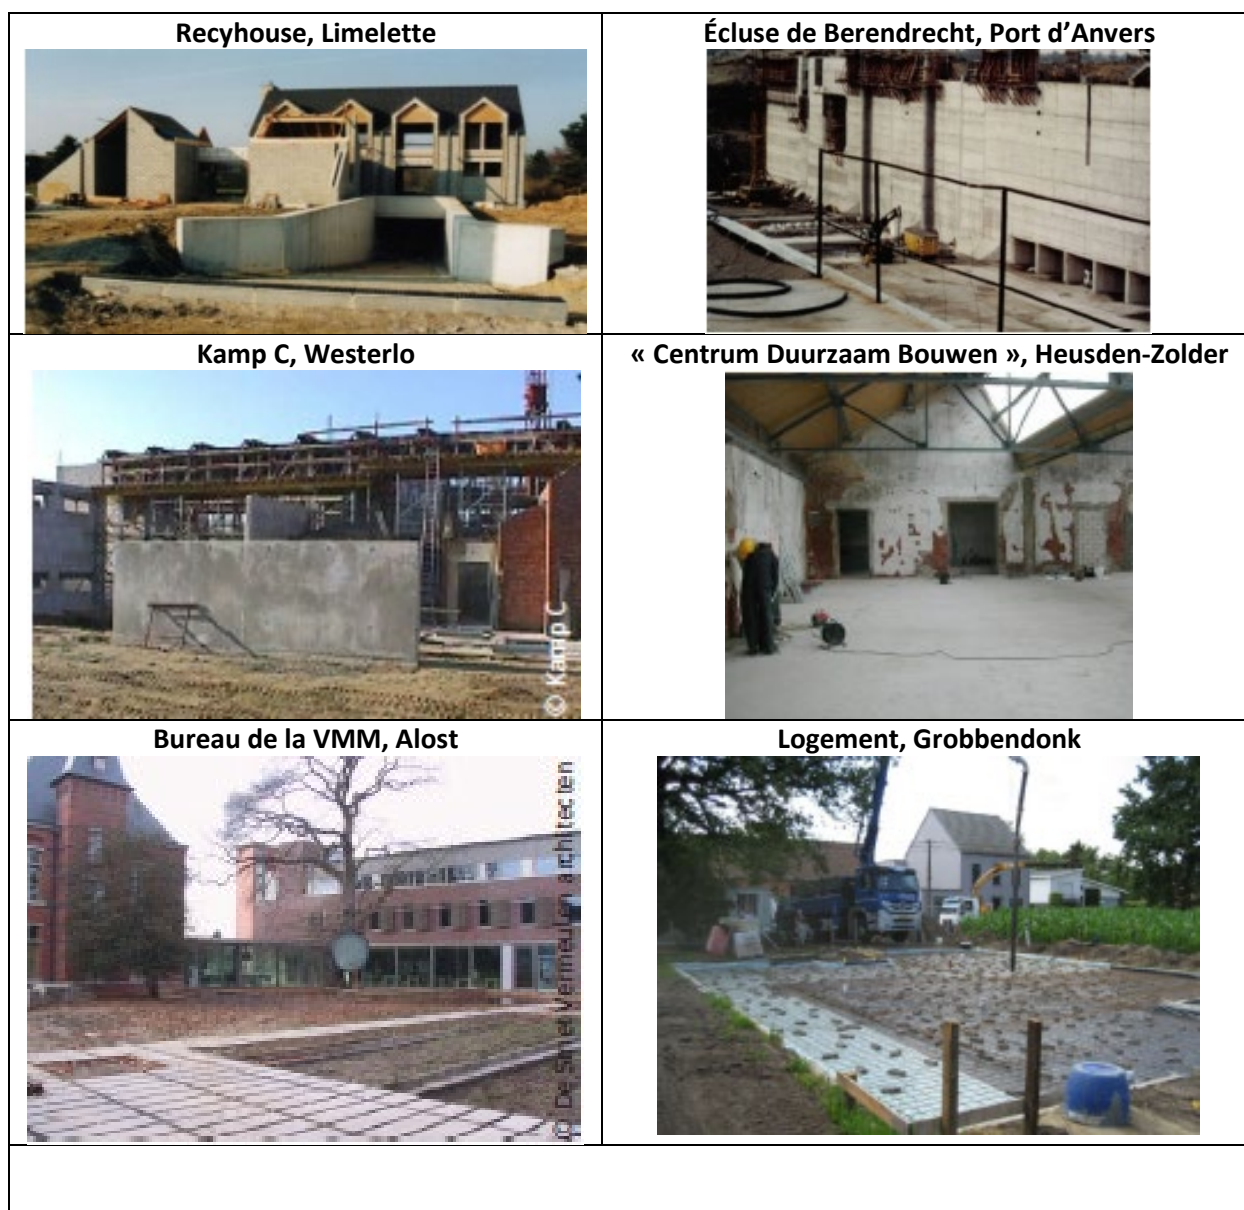 Recyhouse, Limelette
Écluse de Berendrecht, Port d’Anvers
Kamp C, Westerlo
« Centrum Duurzaam Bouwen », Heusden-Zolder
© Kamp C
Bureau de la VMM, Alost
Logement, Grobbendonk
De Smet Vermeulen architecten